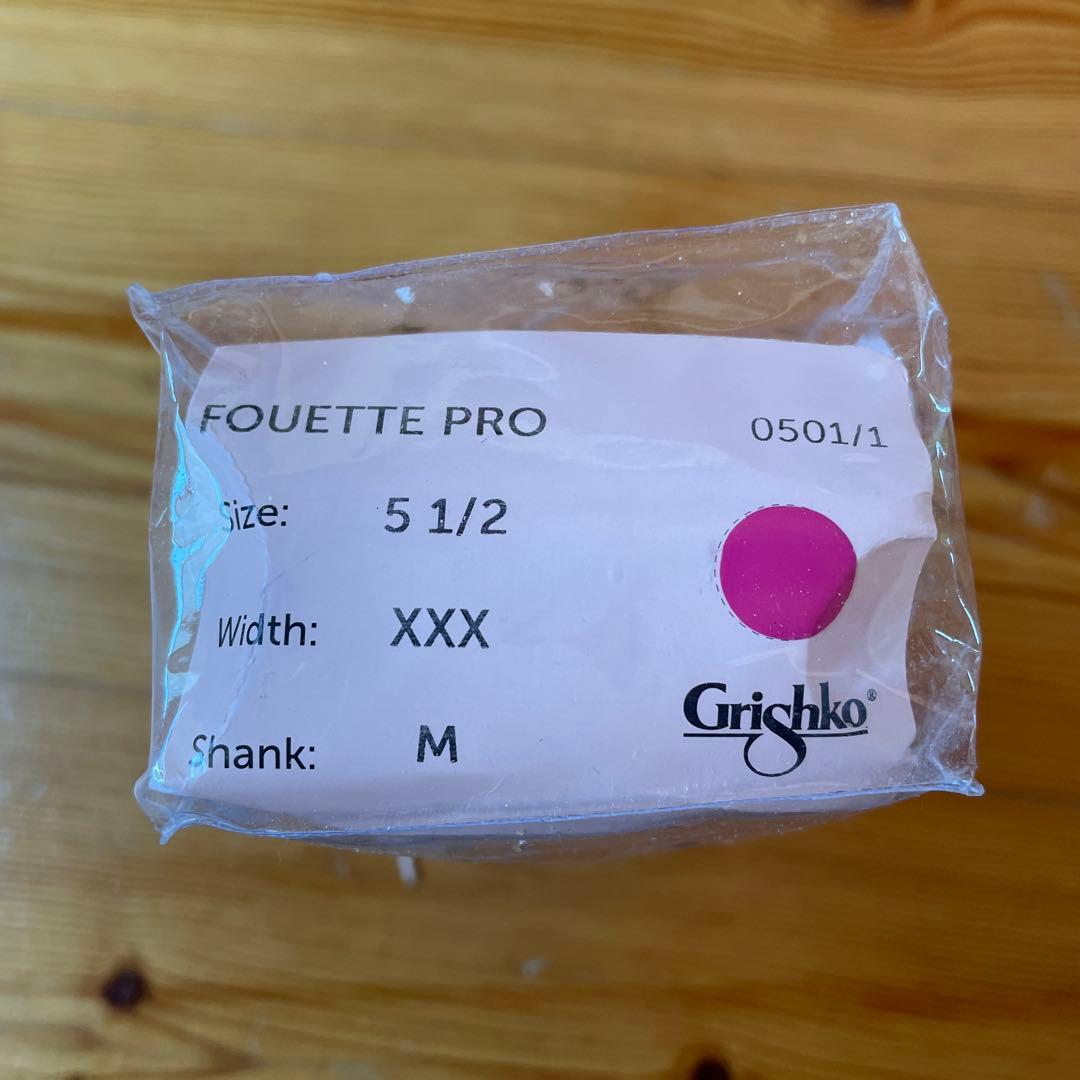 FOUETTE PRO 0501/1
Size: 5 1/2
Width: XXX
Grishko®
Shank: M